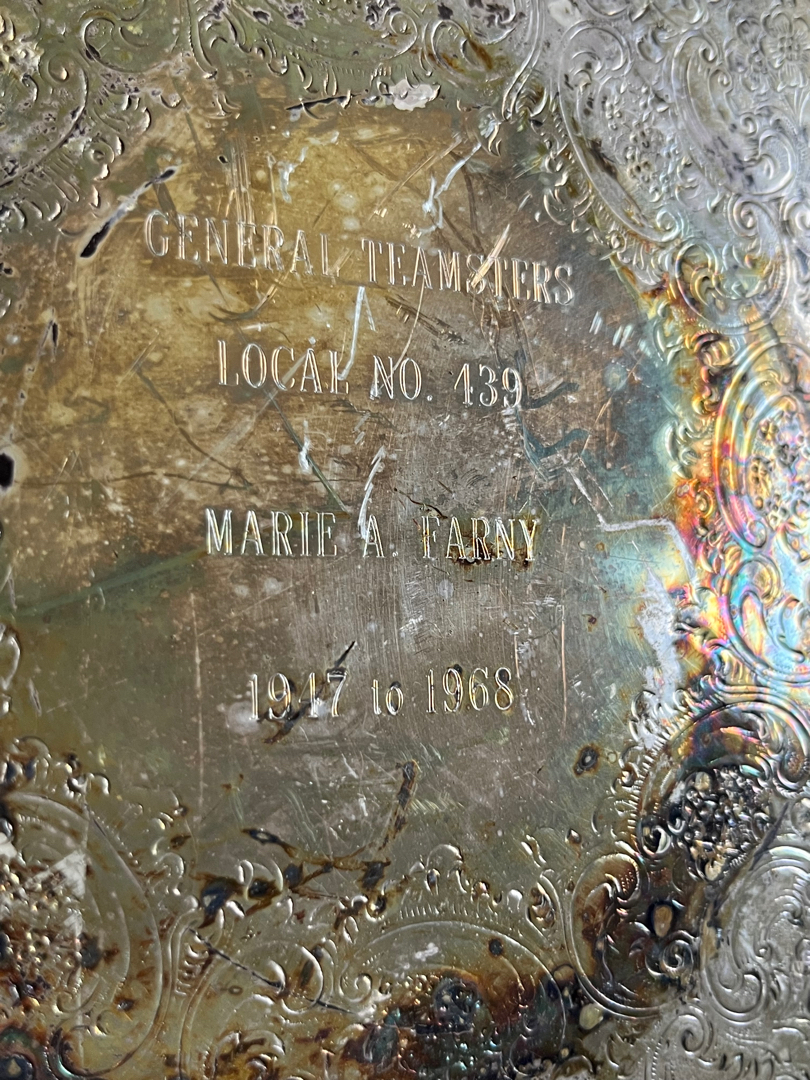 GENERAL TEAMSTERS
LOCAL NO. 439
MARIE A. FARNY
1947 to 1968